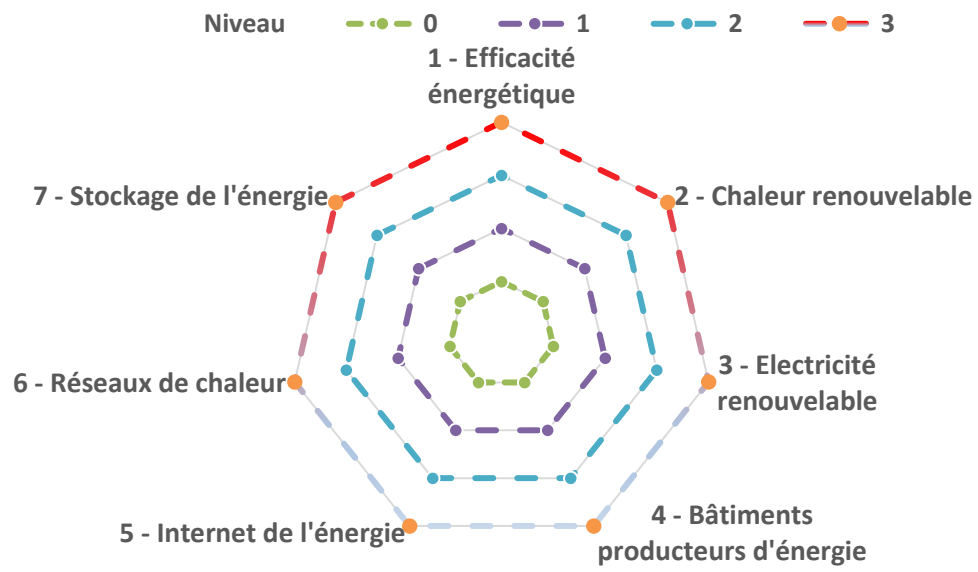 Niveau 0 1 2 3
1 - Efficacité
énergétique
7 - Stockage de l'énergie
2 - Chaleur renouvelable
6 - Réseaux de chaleur
3 - Electricité
renouvelable
5 - Internet de l'énergie
4 - Bâtiments
producteurs d'énergie